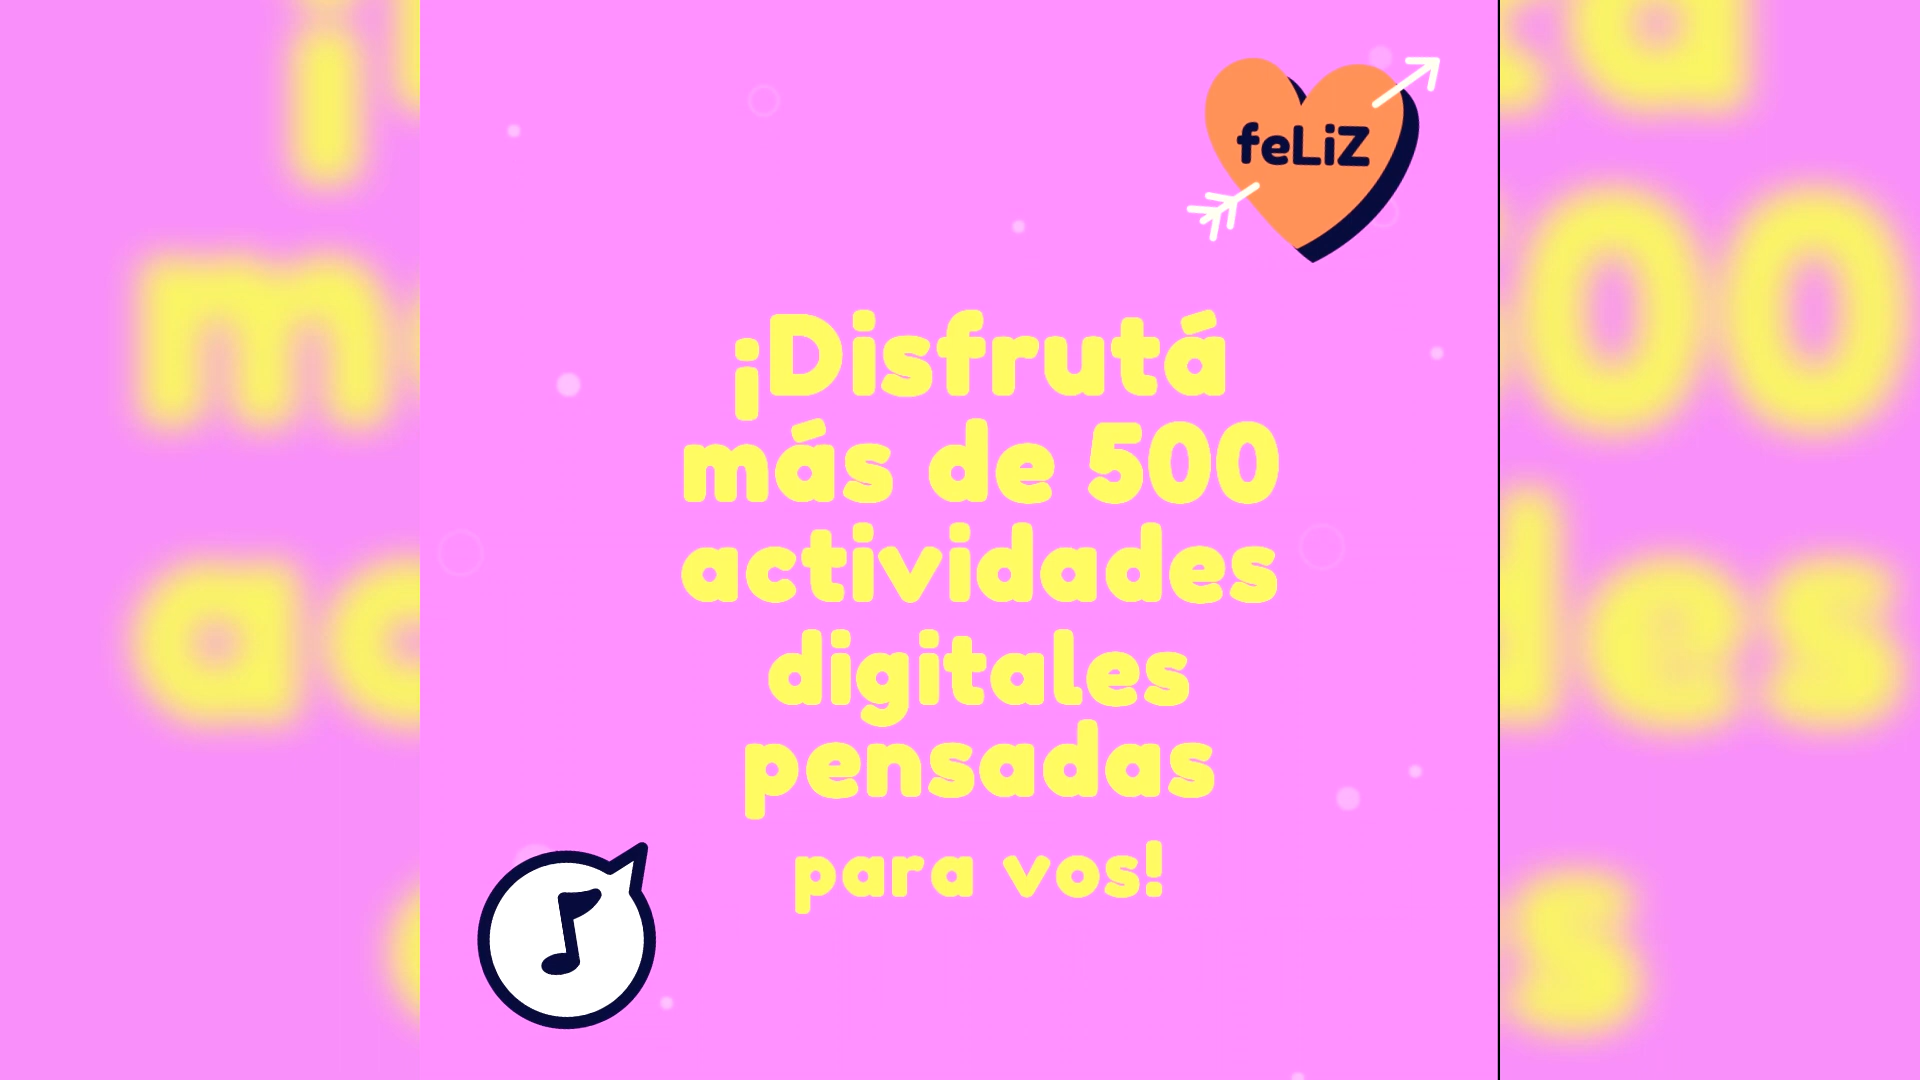 feLiZ
¡Disfrutá
más de 500
actividades
digitales
pensadas
para vos!